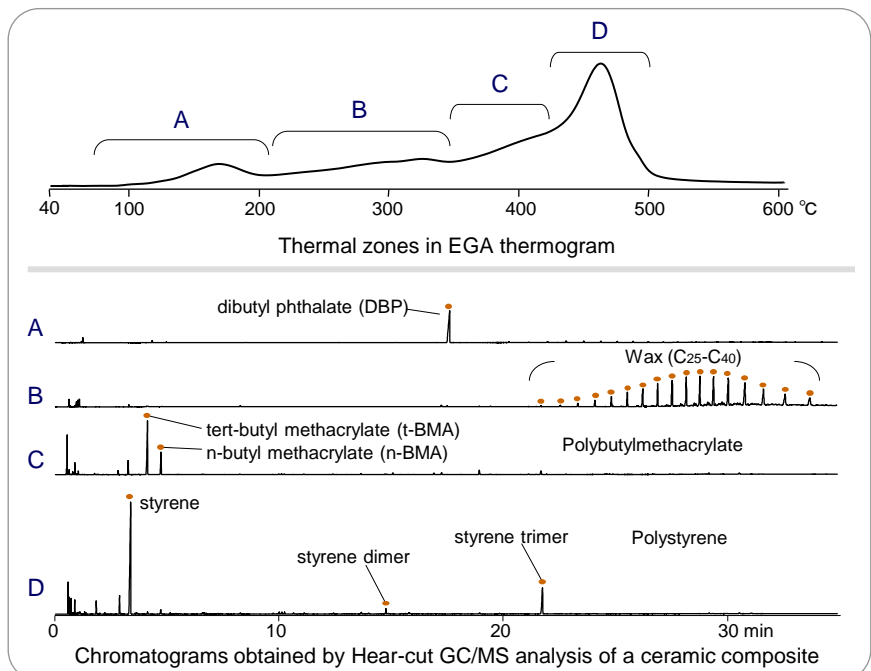 A
B
C
D
40 100 200 300 400 500 600 °C
Thermal zones in EGA thermogram
A
dibutyl phthalate (DBP)
B
Wax (C25-C40)
C
tert-butyl methacrylate (t-BMA)
n-butyl methacrylate (n-BMA)
Polybutylmethacrylate
D
styrene
styrene dimer
styrene trimer
Polystyrene
0 10 20 30 min
Chromatograms obtained by Hear-cut GC/MS analysis of a ceramic composite